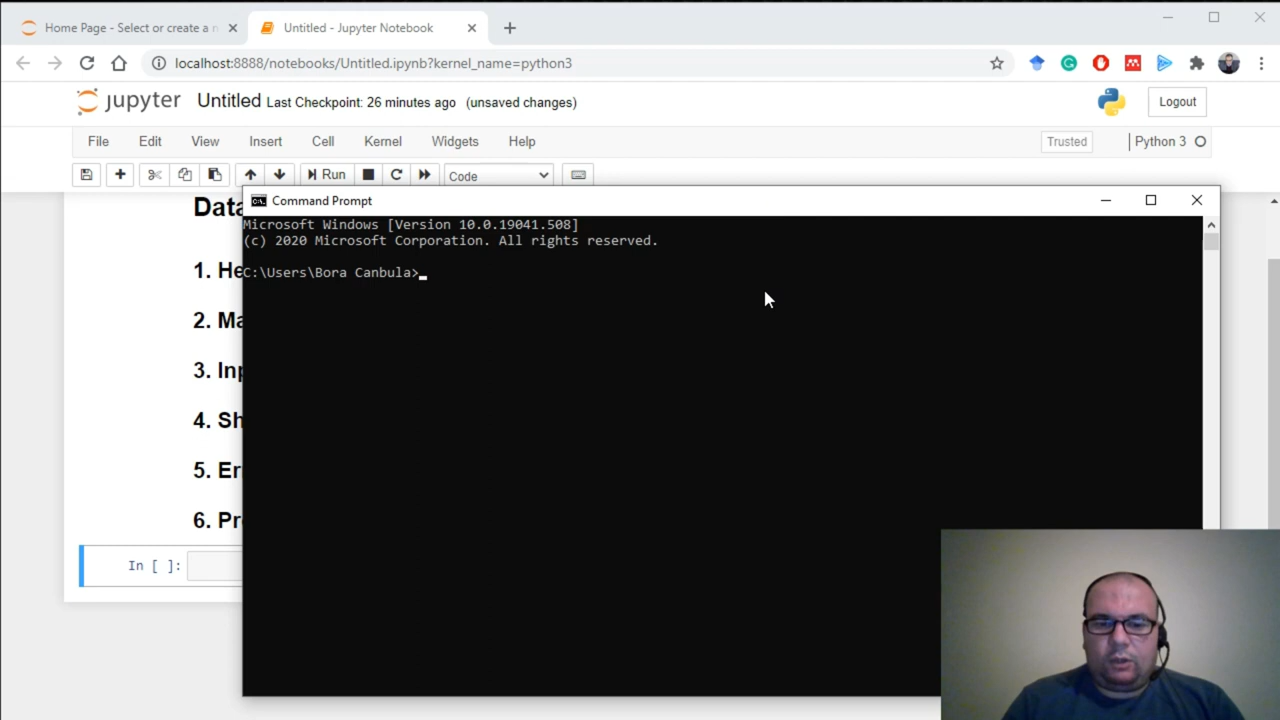 Home Page - Select or create a n
Untitled - Jupyter Notebook
localhost:8888/notebooks/Untitled.ipynb?kernel_name=python3
jupyter Untitled Last Checkpoint: 26 minutes ago (unsaved changes)
Logout
File Edit View Insert Cell Kernel Widgets Help
Trusted
Python 3
Run
Code
Command Prompt
Microsoft Windows [Version 10.0.19041.508]
(c) 2020 Microsoft Corporation. All rights reserved.
C:\Users\Bora Canbula>
Data
1. He
2. Ma
3. Inp
4. Sh
5. Er
6. Pr
In [ ]: